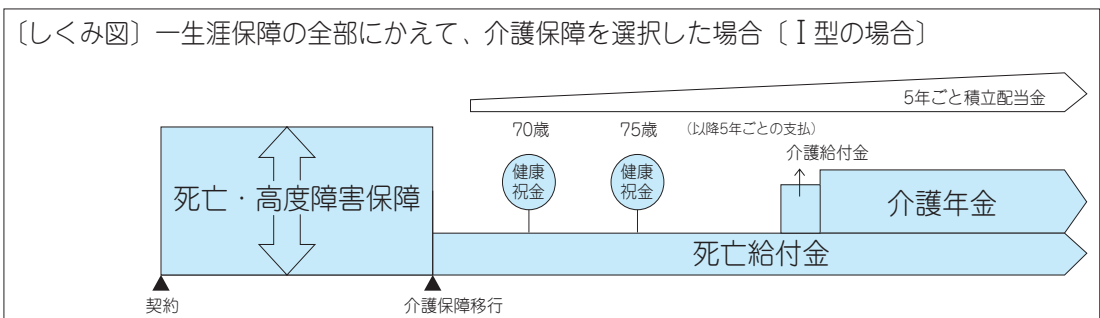 〔しくみ図〕一生涯保障の全部にかえて、介護保障を選択した場合〔Ⅰ型の場合〕
5年ごと積立配当金
70歳
75歳
(以降5年ごとの支払)
介護給付金
健康
祝金
健康
祝金
死亡・高度障害保障
介護年金
死亡給付金
契約
介護保障移行